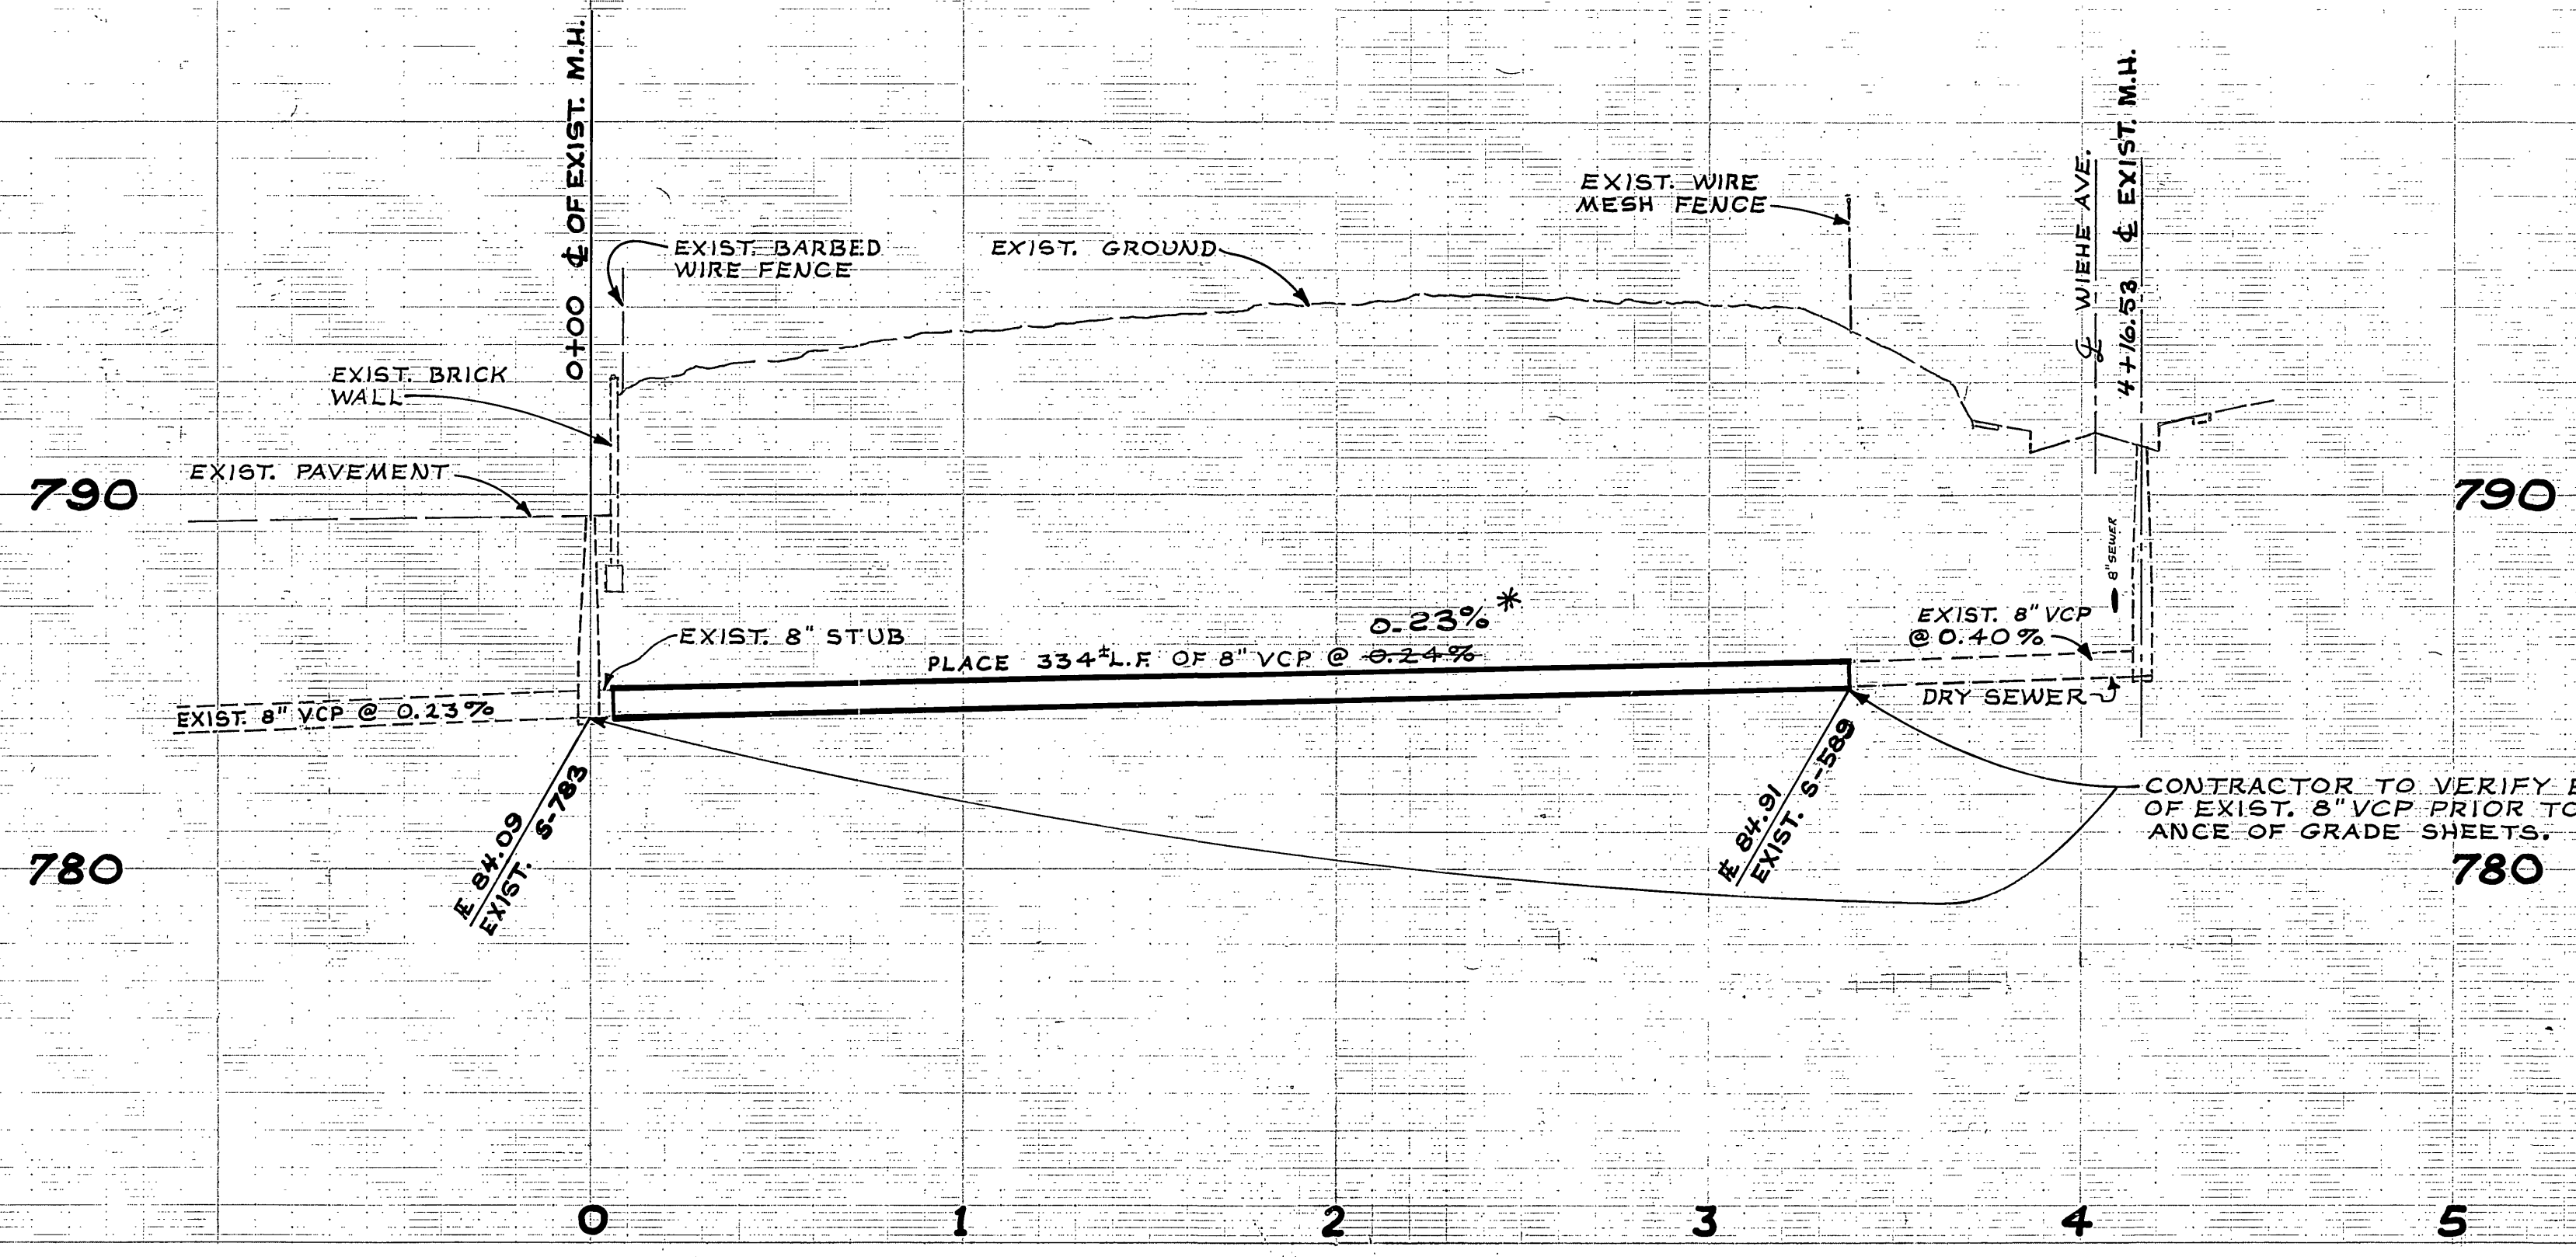 0+00 ℄ OF EXIST. M.H.
EXIST. BARBED
WIRE FENCE
EXIST. GROUND
EXIST. WIRE
MESH FENCE
℄ WIEHE AVE.
4+16.53 ℄ EXIST. M.H.
EXIST. BRICK
WALL
EXIST. PAVEMENT
790
790
8" SEWER
EXIST. 8" STUB
0.23% *
PLACE 334± L.F. OF 8" VCP @ 0.24%
EXIST. 8" VCP
@ 0.40%
DRY SEWER
EXIST. 8" VCP @ 0.23%
84.09
EXIST. S-783
84.91
EXIST. S-589
CONTRACTOR TO VERIFY
OF EXIST. 8" VCP PRIOR TO
ANCE OF GRADE SHEETS.
780
780
0
1
2
3
4
5